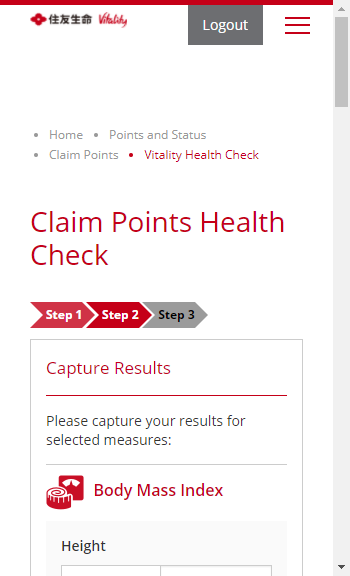 住友生命 Vitality
Logout
Home Points and Status
Claim Points Vitality Health Check
Claim Points Health
Check
Step 1 Step 2 Step 3
Capture Results
Please capture your results for
selected measures:
Body Mass Index
Height